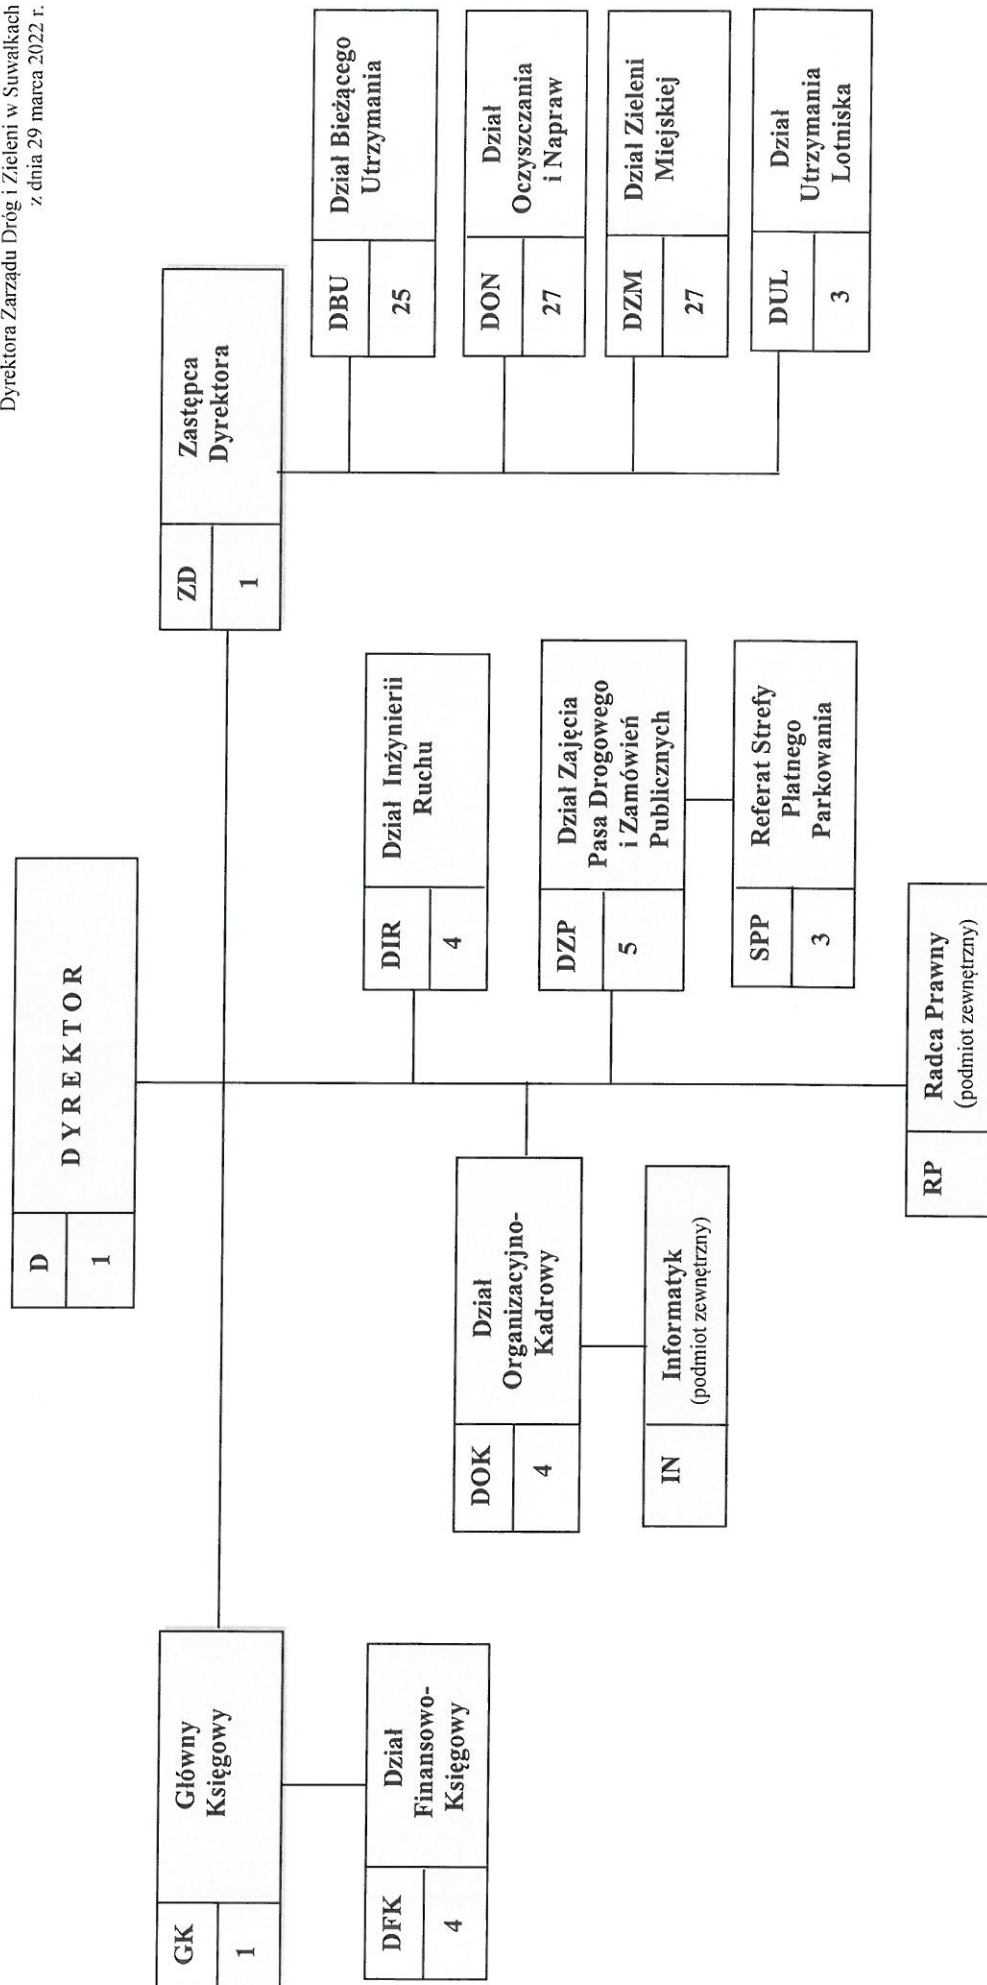 Dyrektora Zarządu Dróg i Zieleni w Suwałkach
z dnia 29 marca 2022 r.
D
1
DYREKTOR
GK
1
Główny
Księgowy
ZD
1
Zastępca
Dyrektora
DFK
4
Dział
Finansowo-
Księgowy
DOK
4
Dział
Organizacyjno-
Kadrowy
IN
Informatyk
(podmiot zewnętrzny)
DIR
4
Dział Inżynierii
Ruchu
DZP
5
Dział Zajęcia
Pasa Drogowego
i Zamówień
Publicznych
SPP
3
Referat Strefy
Płatnego
Parkowania
RP
Radca Prawny
(podmiot zewnętrzny)
DBU
25
Dział Bieżącego
Utrzymania
DON
27
Dział
Oczyszczania
i Napraw
DZM
27
Dział Zieleni
Miejskiej
DUL
3
Dział
Utrzymania
Lotniska